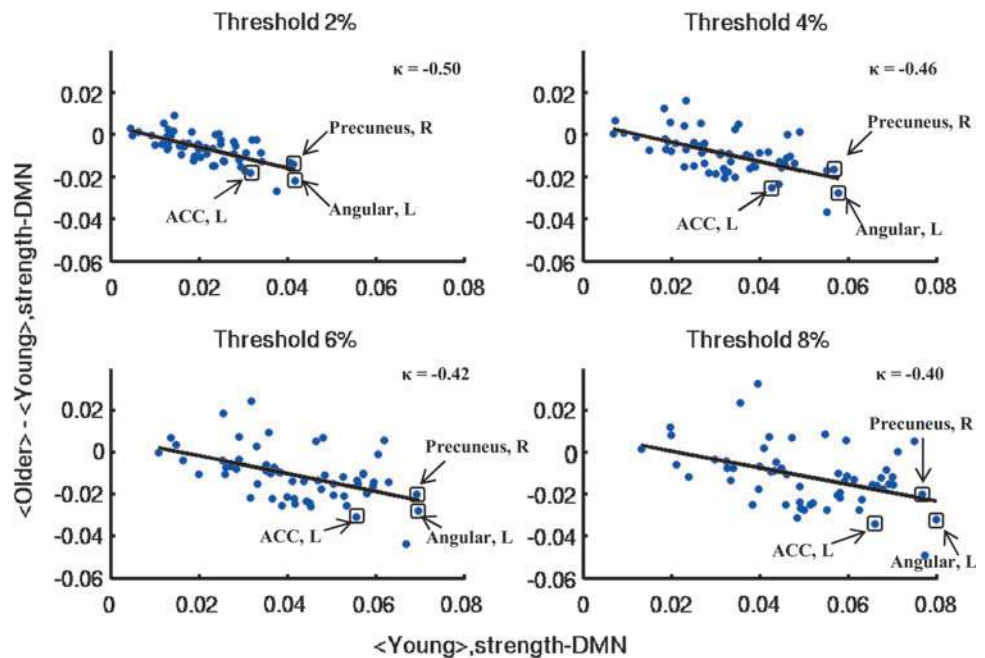 Threshold 2%
κ = -0.50
0.02
0
-0.02
-0.04
-0.06
Precuneus, R
ACC, L
Angular, L
0 0.02 0.04 0.06 0.08
Threshold 4%
κ = -0.46
0.02
0
-0.02
-0.04
-0.06
Precuneus, R
ACC, L
Angular, L
0 0.02 0.04 0.06 0.08
Threshold 6%
κ = -0.42
0.02
0
-0.02
-0.04
-0.06
Precuneus, R
ACC, L
Angular, L
0 0.02 0.04 0.06 0.08
Threshold 8%
κ = -0.40
0.02
0
-0.02
-0.04
-0.06
Precuneus, R
ACC, L
Angular, L
0 0.02 0.04 0.06 0.08
<Older> - <Young>,strength-DMN
<Young>,strength-DMN